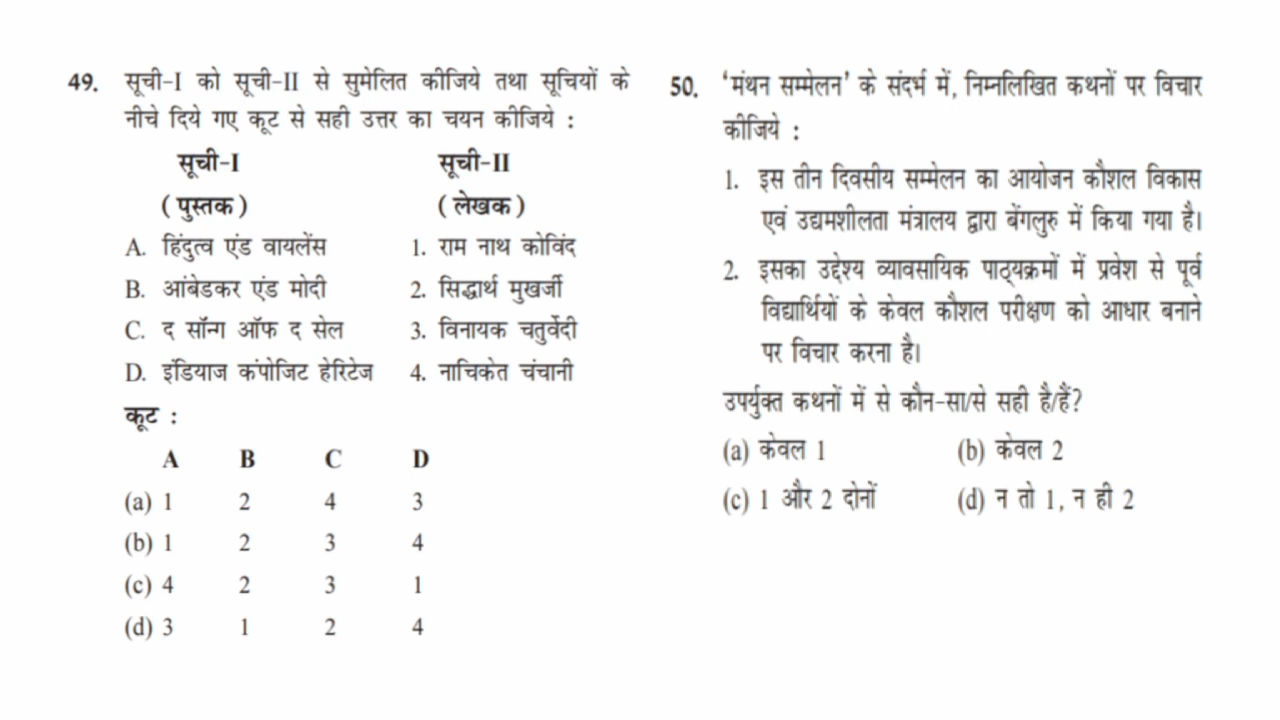 49. सूची-I को सूची-II से सुमेलित कीजिये तथा सूचियों के
नीचे दिये गए कूट से सही उत्तर का चयन कीजिये :
सूची-I सूची-II
( पुस्तक ) ( लेखक )
A. हिंदुत्व एंड वायलेंस 1. राम नाथ कोविंद
B. आंबेडकर एंड मोदी 2. सिद्धार्थ मुखर्जी
C. द सॉन्ग ऑफ द सेल 3. विनायक चतुर्वेदी
D. इंडियाज कंपोजिट हेरिटेज 4. नाचिकेत चंचानी
कूट :
A B C D
(a) 1 2 4 3
(b) 1 2 3 4
(c) 4 2 3 1
(d) 3 1 2 4
50. ‘मंथन सम्मेलन’ के संदर्भ में, निम्नलिखित कथनों पर विचार
कीजिये :
1. इस तीन दिवसीय सम्मेलन का आयोजन कौशल विकास
एवं उद्यमशीलता मंत्रालय द्वारा बेंगलुरु में किया गया है।
2. इसका उद्देश्य व्यावसायिक पाठ्यक्रमों में प्रवेश से पूर्व
विद्यार्थियों के केवल कौशल परीक्षण को आधार बनाने
पर विचार करना है।
उपर्युक्त कथनों में से कौन-सा/से सही है/हैं?
(a) केवल 1 (b) केवल 2
(c) 1 और 2 दोनों (d) न तो 1, न ही 2